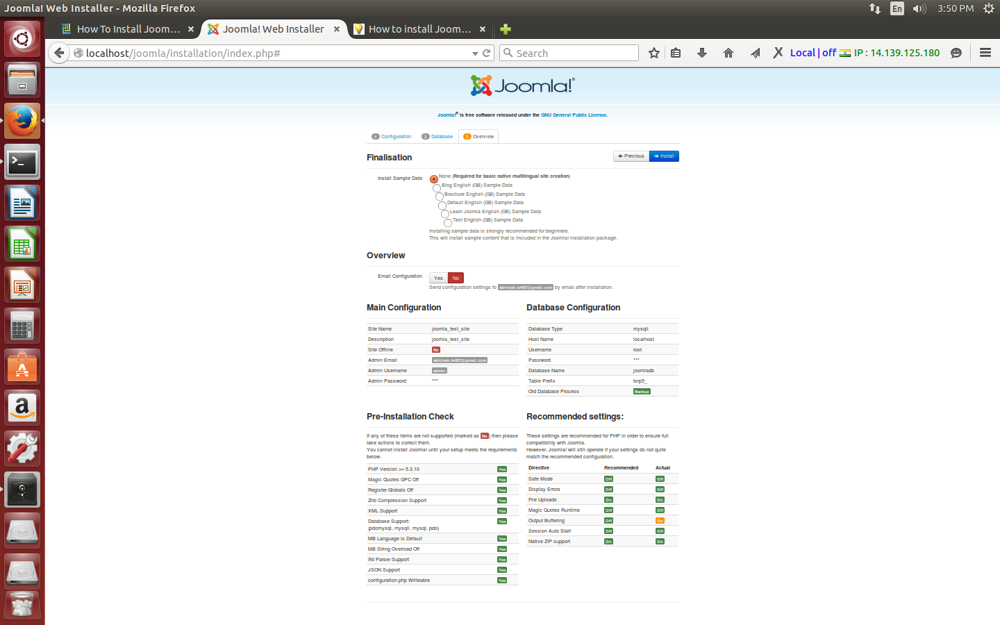 Joomla! Web Installer - Mozilla Firefox
En
3:50 PM
How To Install Joom...
Joomla! Web Installer
How to install Joom...
localhost/joomla/installation/index.php#
Search
Local | off
IP : 14.139.125.180
Joomla!®
Joomla!® is free software released under the GNU General Public License.
1 Configuration
2 Database
3 Overview
Finalisation
Previous
Install
Install Sample Data
None (Required for basic native multilingual site creation)
Blog English (GB) Sample Data
Brochure English (GB) Sample Data
Default English (GB) Sample Data
Learn Joomla English (GB) Sample Data
Test English (GB) Sample Data
Installing sample data is strongly recommended for beginners.
This will install sample content that is included in the Joomla! installation package.
Overview
Email Configuration
Yes
No
Send configuration settings to akhilesh.kr007@gmail.com by email after installation.
Main Configuration
Site Name joomla_test_site
Description joomla_test_site
Site Offline No
Admin Email akhilesh.kr007@gmail.com
Admin Username admin
Admin Password ***
Database Configuration
Database Type mysqli
Host Name localhost
Username root
Password ***
Database Name joomladb
Table Prefix tsrp5_
Old Database Process Backup
Pre-Installation Check
If any of these items are not supported (marked as No) then please
take actions to correct them.
You cannot install Joomla! until your setup meets the requirements
below.
PHP Version >= 5.3.10 Yes
Magic Quotes GPC Off Yes
Register Globals Off Yes
Zlib Compression Support Yes
XML Support Yes
Database Support: Yes
(pdomysql, mysqli, mysql, pdo)
MB Language is Default Yes
MB String Overload Off Yes
INI Parser Support Yes
JSON Support Yes
configuration.php Writeable Yes
Recommended settings:
These settings are recommended for PHP in order to ensure full
compatibility with Joomla.
However, Joomla! will still operate if your settings do not quite
match the recommended configuration.
Directive Recommended Actual
Safe Mode Off Off
Display Errors Off Off
File Uploads On On
Magic Quotes Runtime Off Off
Output Buffering Off On
Session Auto Start Off Off
Native ZIP support On On